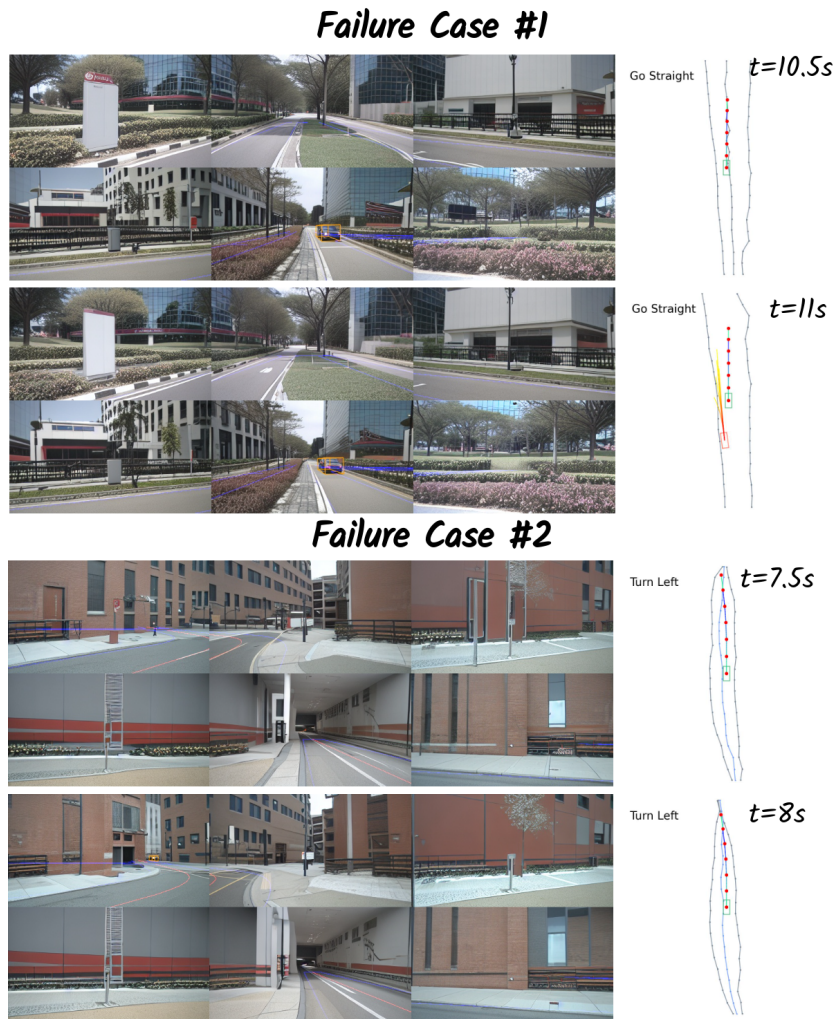 Failure Case #1
Go Straight
t=10.5s
Go Straight
t=11s
Failure Case #2
Turn Left
t=7.5s
Turn Left
t=8s